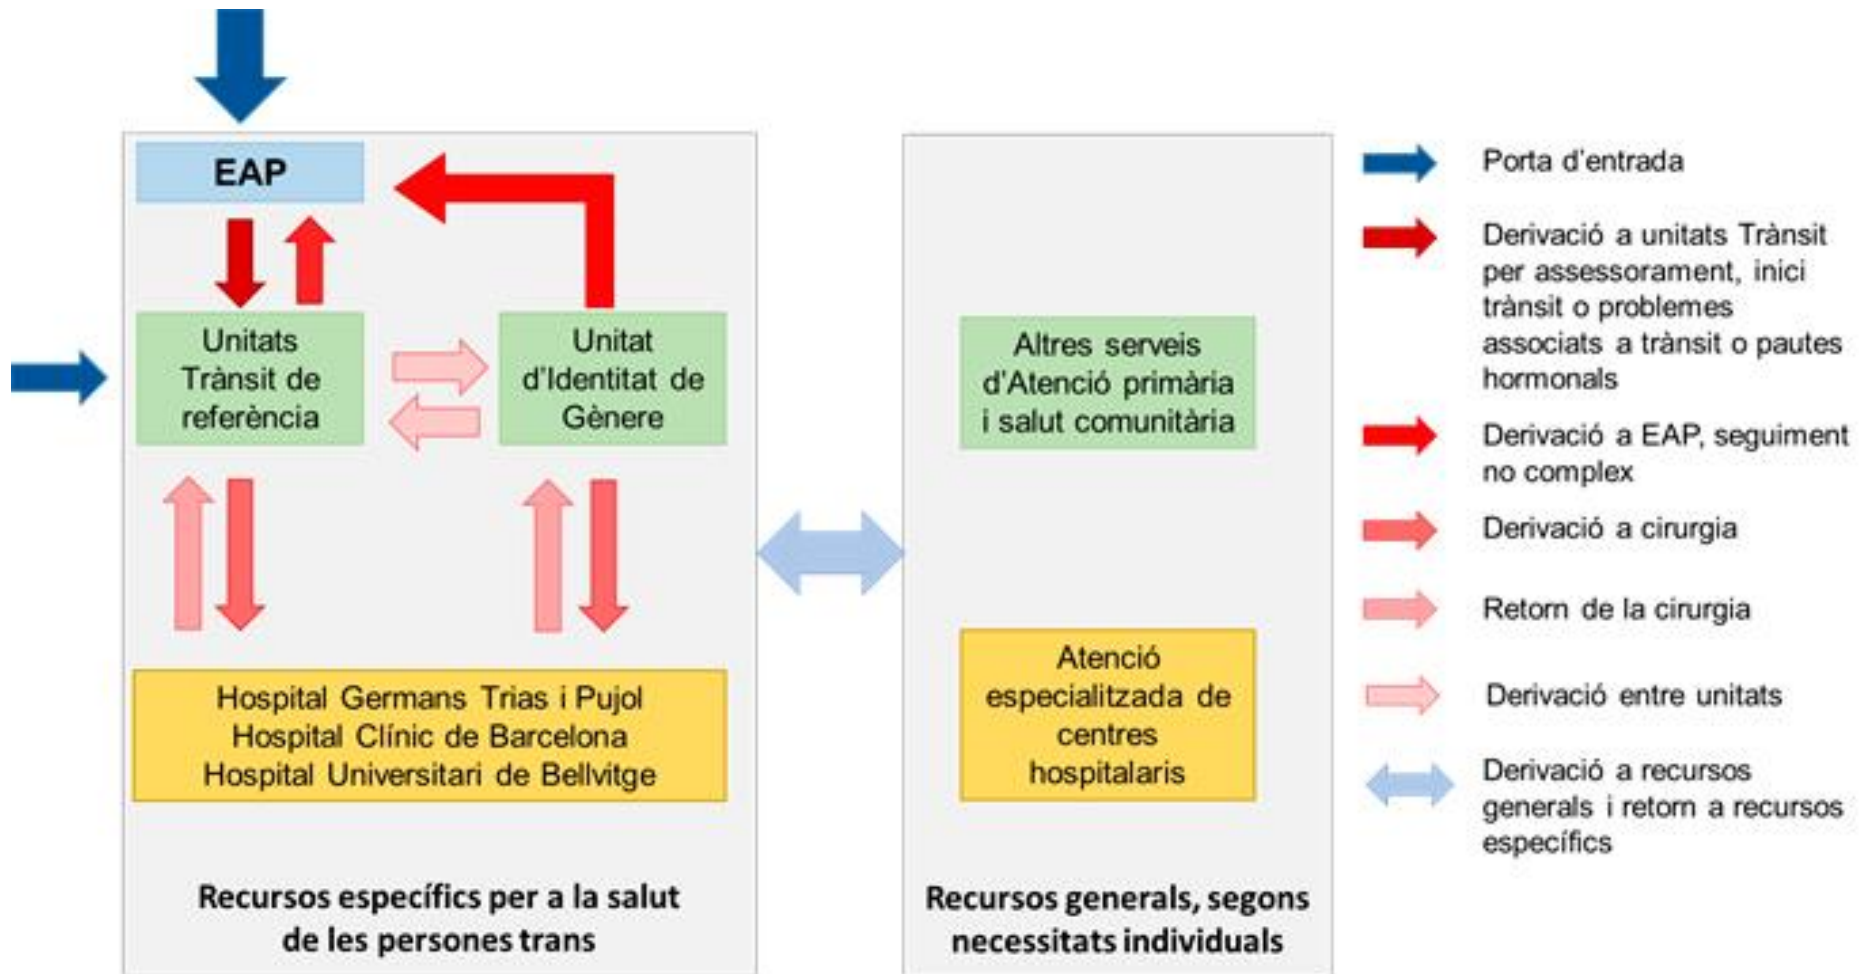 EAP
Unitats
Trànsit de
referència
Unitat
d'Identitat de
Gènere
Hospital Germans Trias i Pujol
Hospital Clínic de Barcelona
Hospital Universitari de Bellvitge
Recursos específics per a la salut
de les persones trans
Altres serveis
d'Atenció primària
i salut comunitària
Atenció
especialitzada de
centres
hospitalaris
Recursos generals, segons
necessitats individuals
Porta d'entrada
Derivació a unitats Trànsit
per assessorament, inici
trànsit o problemes
associats a trànsit o pautes
hormonals
Derivació a EAP, seguiment
no complex
Derivació a cirurgia
Retorn de la cirurgia
Derivació entre unitats
Derivació a recursos
generals i retorn a recursos
específics